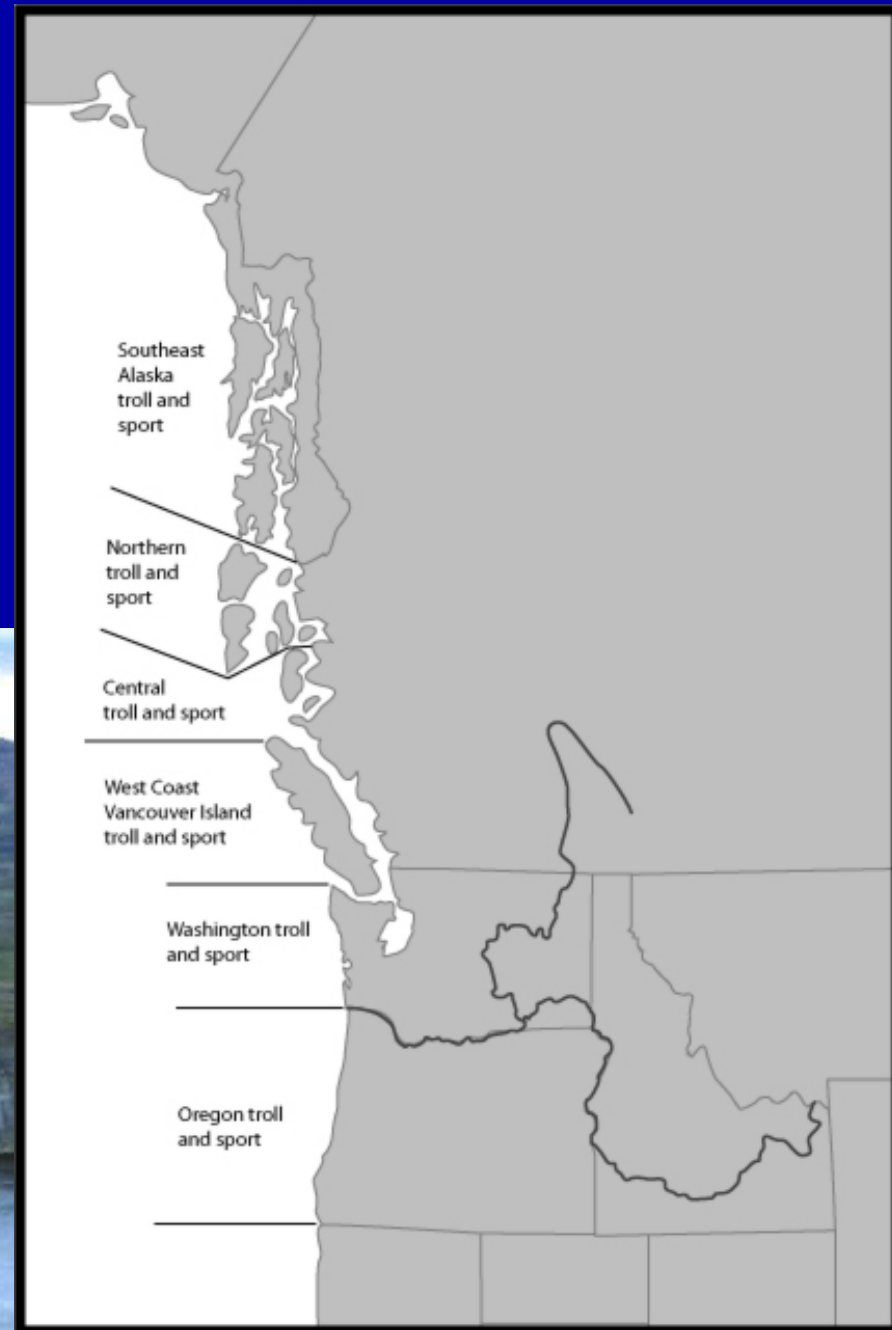 Southeast
Alaska
troll and
sport
Northern
troll and
sport
Central
troll and sport
West Coast
Vancouver Island
troll and sport
Washington troll
and sport
Oregon troll
and sport